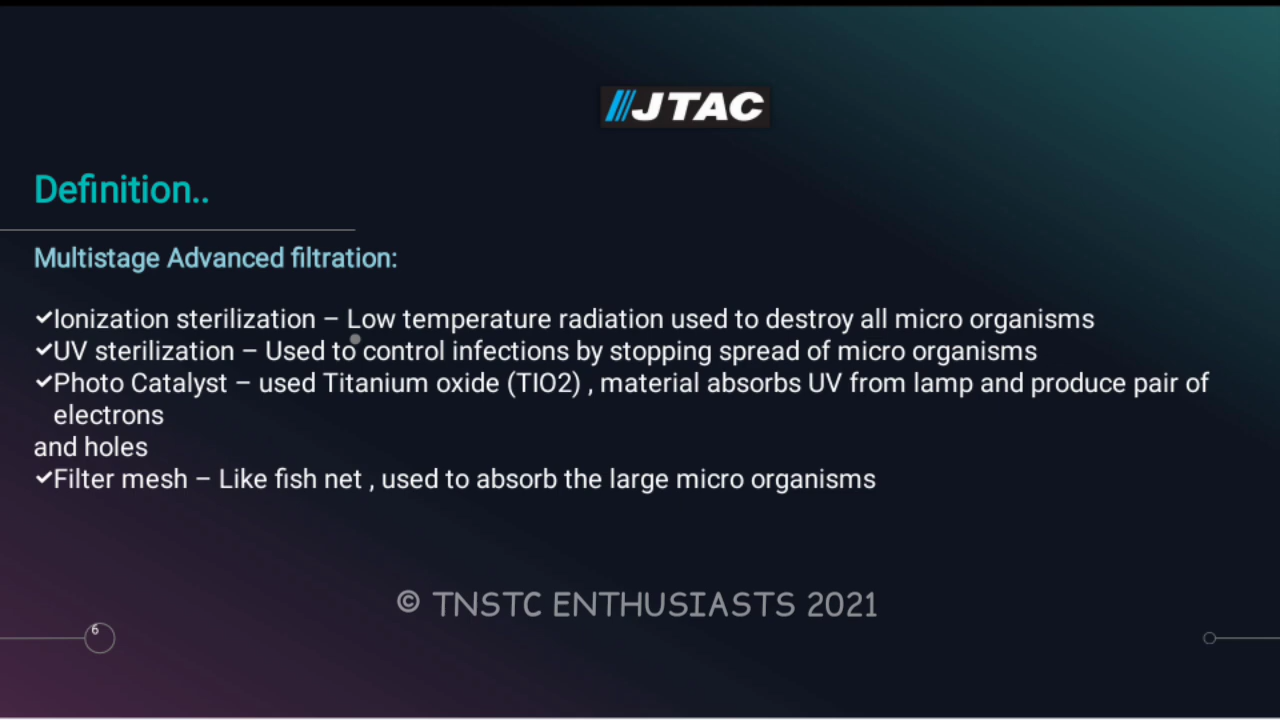 JTAC
Definition..
Multistage Advanced filtration:
✓Ionization sterilization – Low temperature radiation used to destroy all micro organisms
✓UV sterilization – Used to control infections by stopping spread of micro organisms
✓Photo Catalyst – used Titanium oxide (TIO2) , material absorbs UV from lamp and produce pair of
electrons
and holes
✓Filter mesh – Like fish net , used to absorb the large micro organisms
© TNSTC ENTHUSIASTS 2021
6